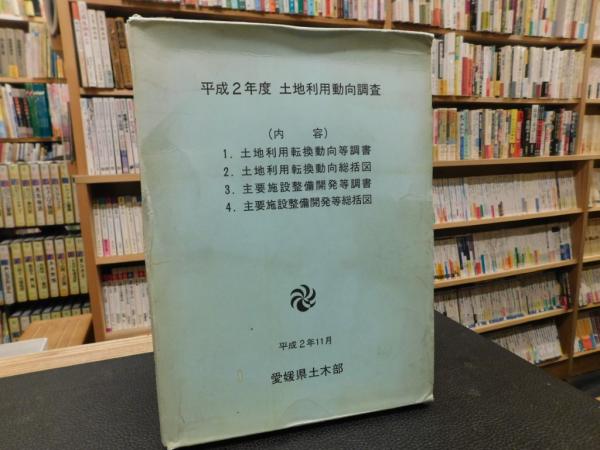 平成2年度 土地利用動向調査
(内 容)
1. 土地利用転換動向等調書
2. 土地利用転換動向総括図
3. 主要施設整備開発等調書
4. 主要施設整備開発等総括図
平成2年11月
愛媛県土木部